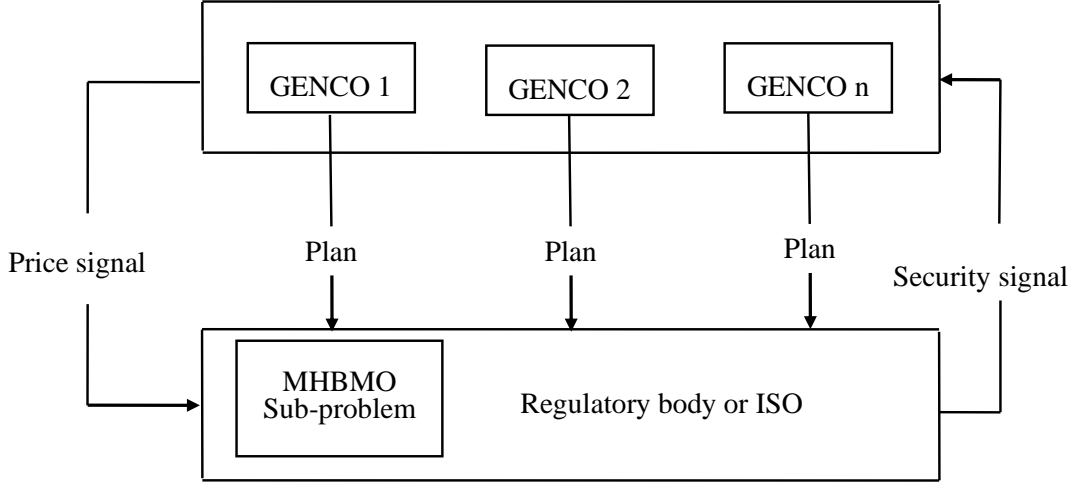 GENCO 1
GENCO 2
GENCO n
Price signal
Plan
Plan
Plan
Security signal
MHBMO
Sub-problem
Regulatory body or ISO